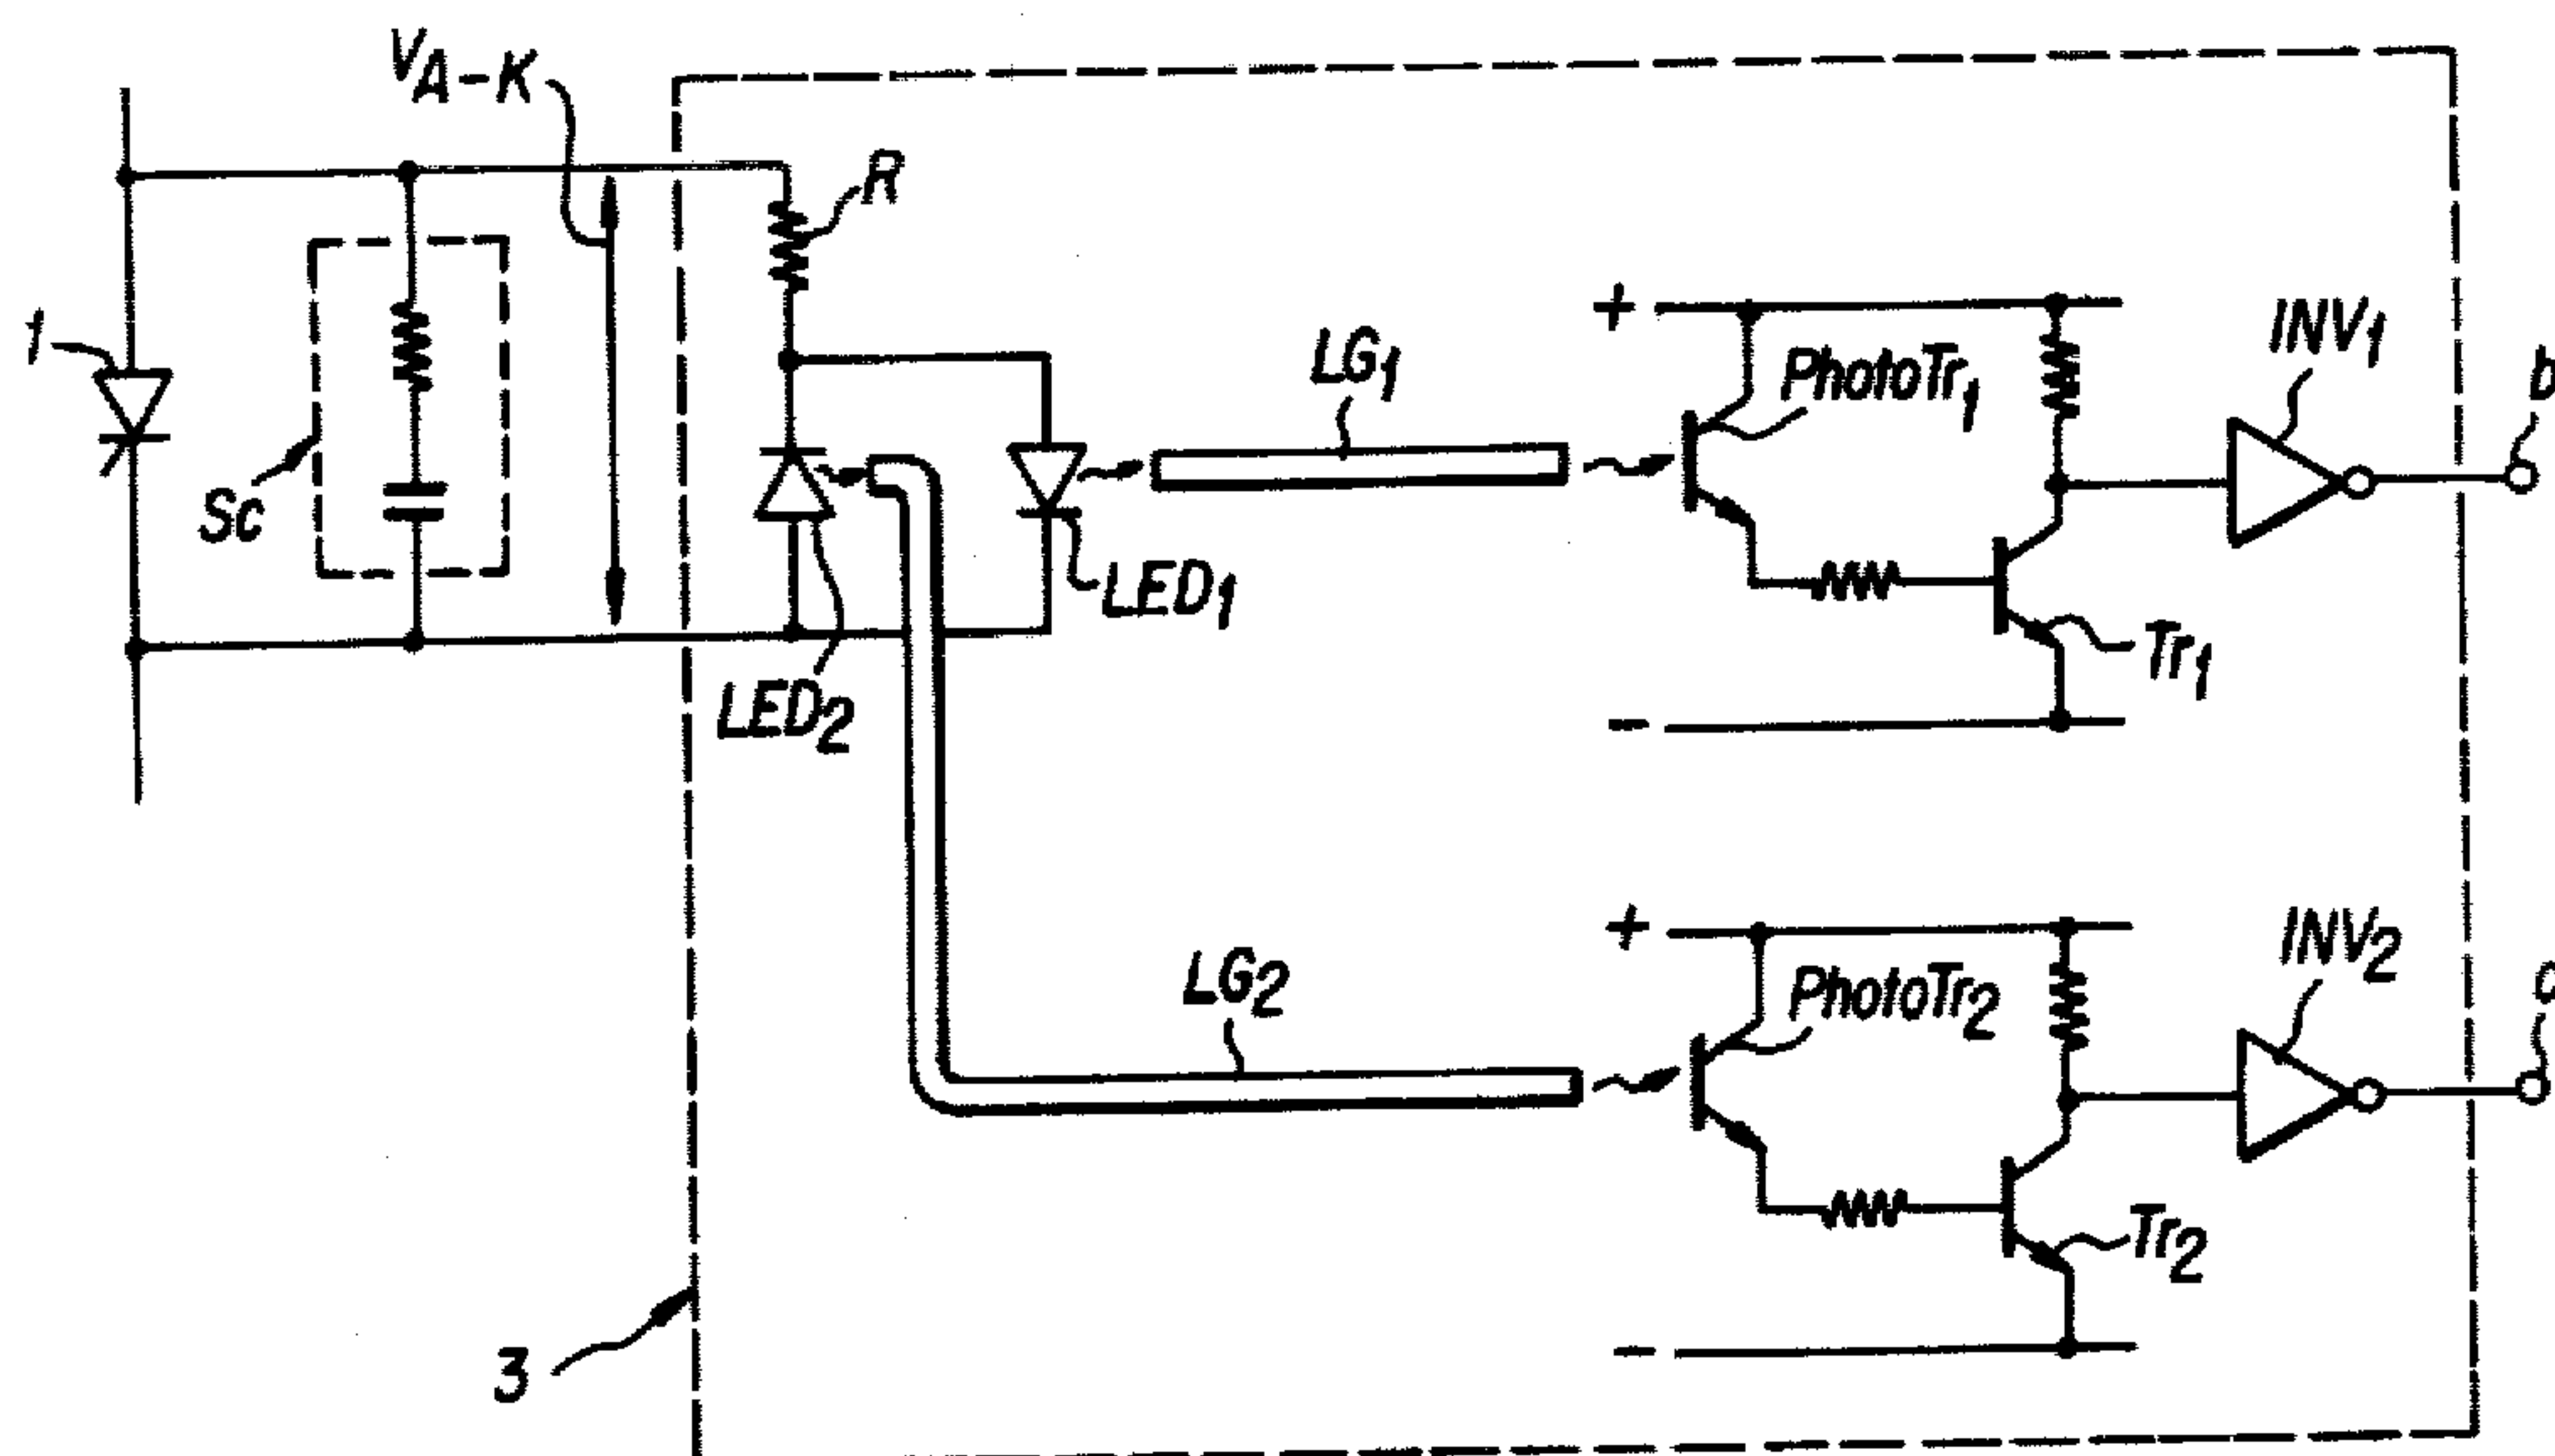 VA-K
R
1
Sc
LED2
LED1
LG1
+
PhotoTr1
INV1
b
Tr1
-
LG2
+
PhotoTr2
INV2
Tr2
-
3